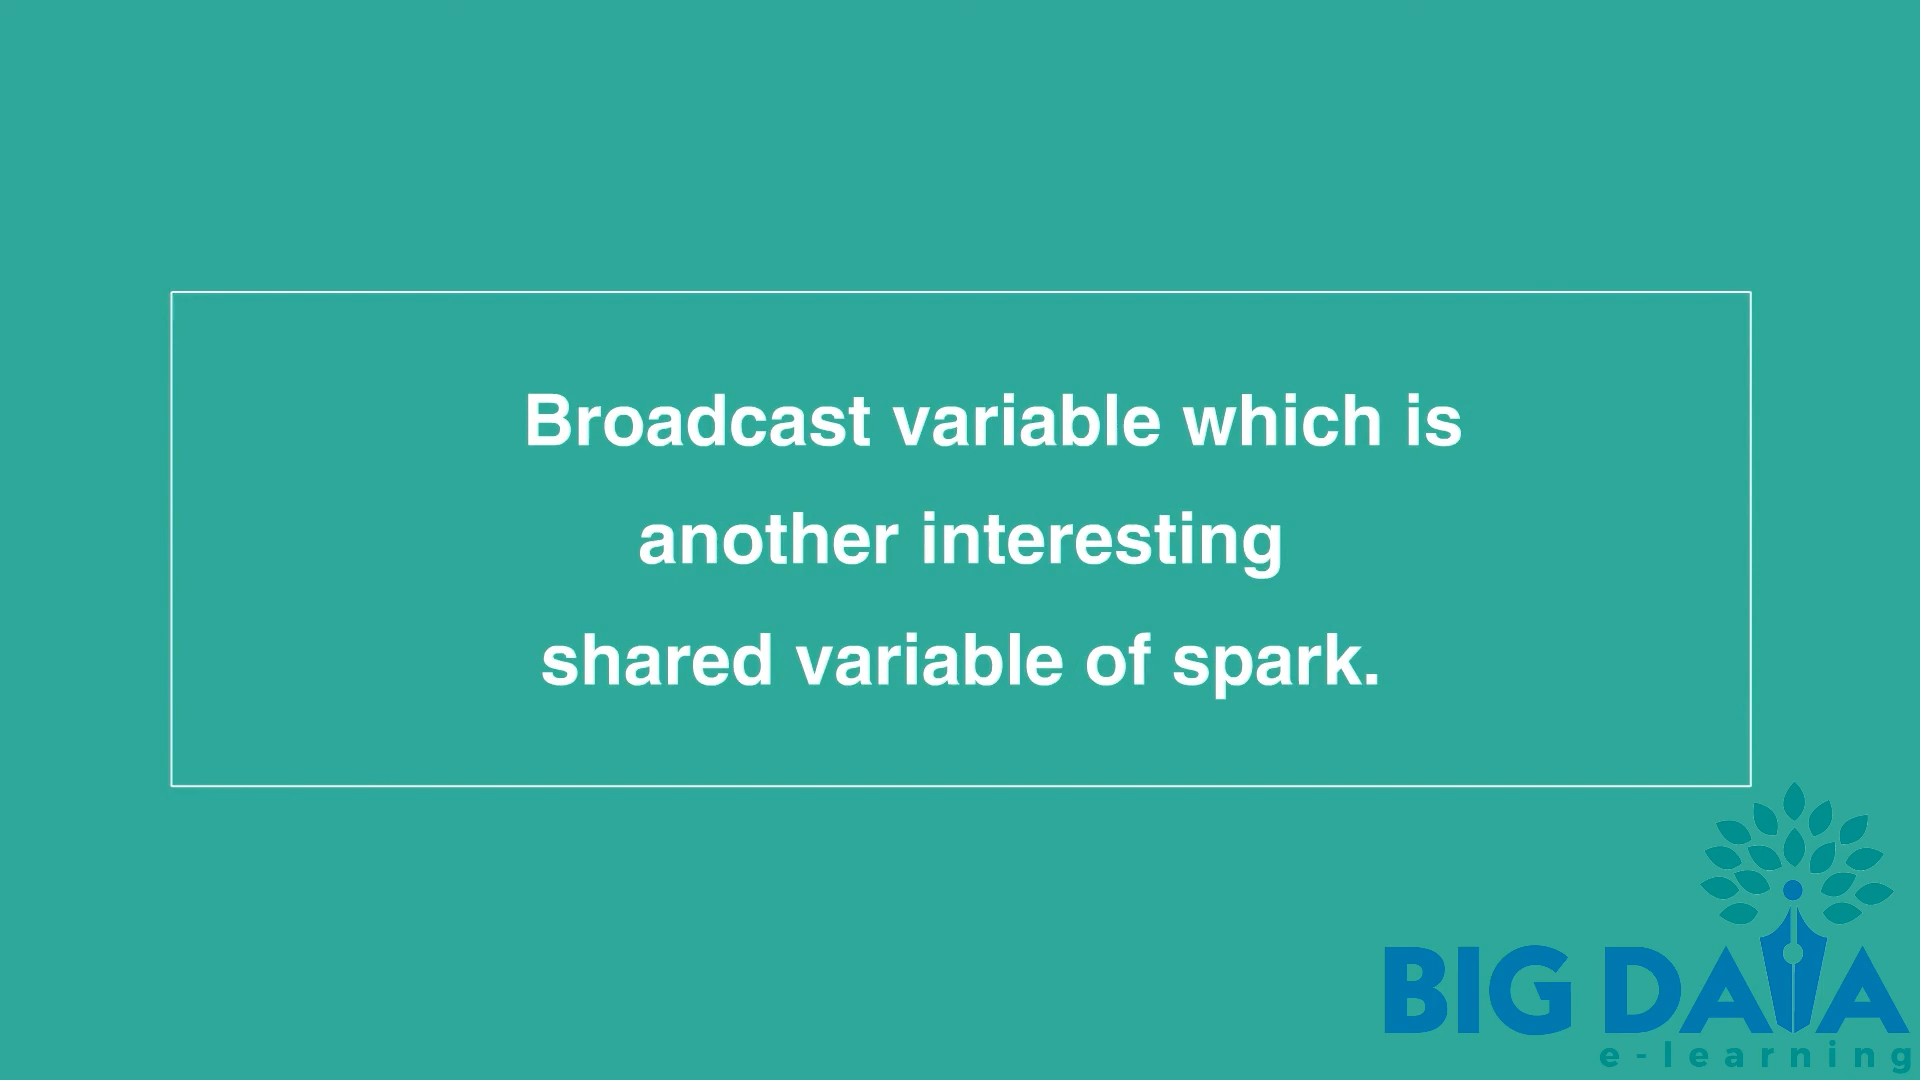 Broadcast variable which is
another interesting
shared variable of spark.
BIG DATA
e-learning